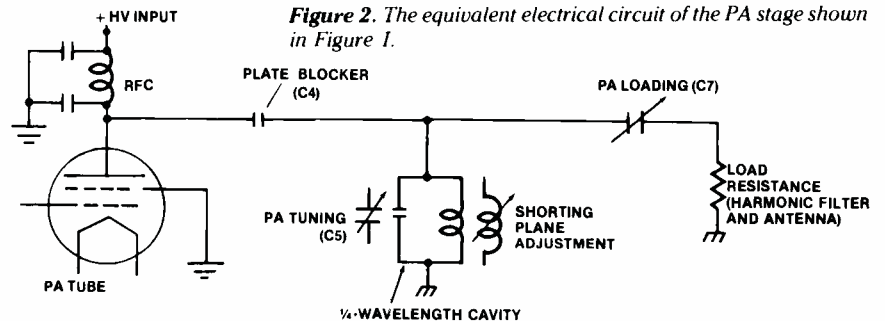 Figure 2. The equivalent electrical circuit of the PA stage shown
in Figure 1.
+ HV INPUT
RFC
PLATE BLOCKER
(C4)
PA LOADING (C7)
PA TUNING
(C5)
SHORTING
PLANE
ADJUSTMENT
LOAD
RESISTANCE
(HARMONIC FILTER
AND ANTENNA)
PA TUBE
¼-WAVELENGTH CAVITY